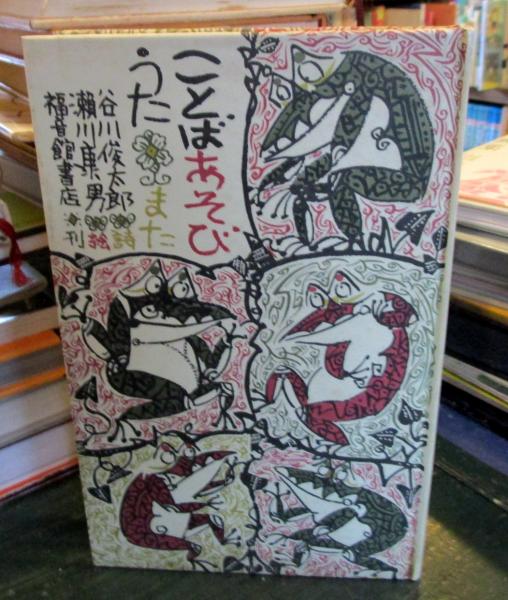 ことばあそび
うた また
谷川俊太郎 詩
瀬川康男 絵
福音館書店 刊